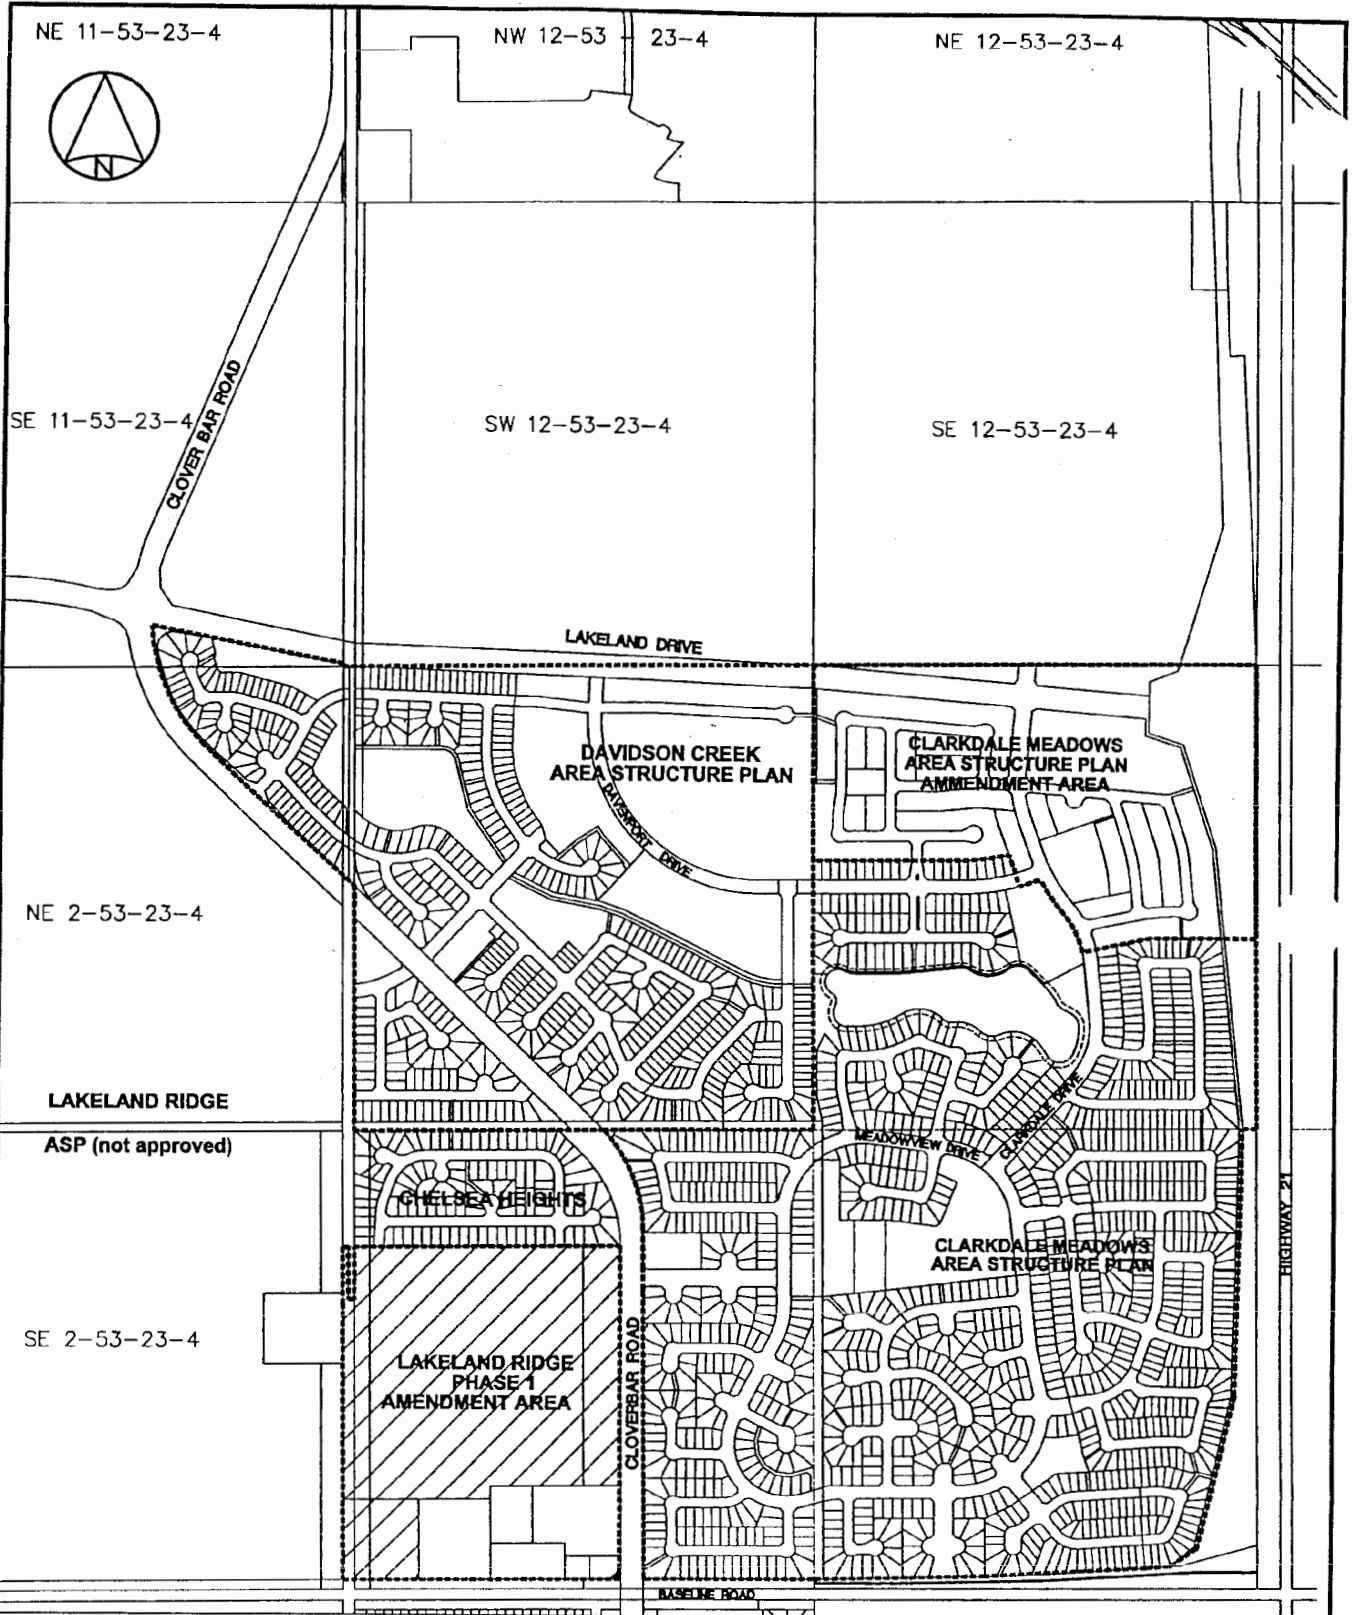 NE 11-53-23-4
NW 12-53 23-4
NE 12-53-23-4
N
CLOVER BAR ROAD
SE 11-53-23-4
SW 12-53-23-4
SE 12-53-23-4
LAKELAND DRIVE
DAVIDSON CREEK
AREA STRUCTURE PLAN
CLARKDALE MEADOWS
AREA STRUCTURE PLAN
AMMENDMENT AREA
DAVENPORT DRIVE
NE 2-53-23-4
LAKELAND RIDGE
ASP (not approved)
MEADOWVIEW DRIVE
CLARKDALE DRIVE
CHELSEA HEIGHTS
HIGHWAY 21
CLARKDALE MEADOWS
AREA STRUCTURE PLAN
SE 2-53-23-4
LAKELAND RIDGE
PHASE 1
AMENDMENT AREA
CLOVERBAR ROAD
BASELINE ROAD